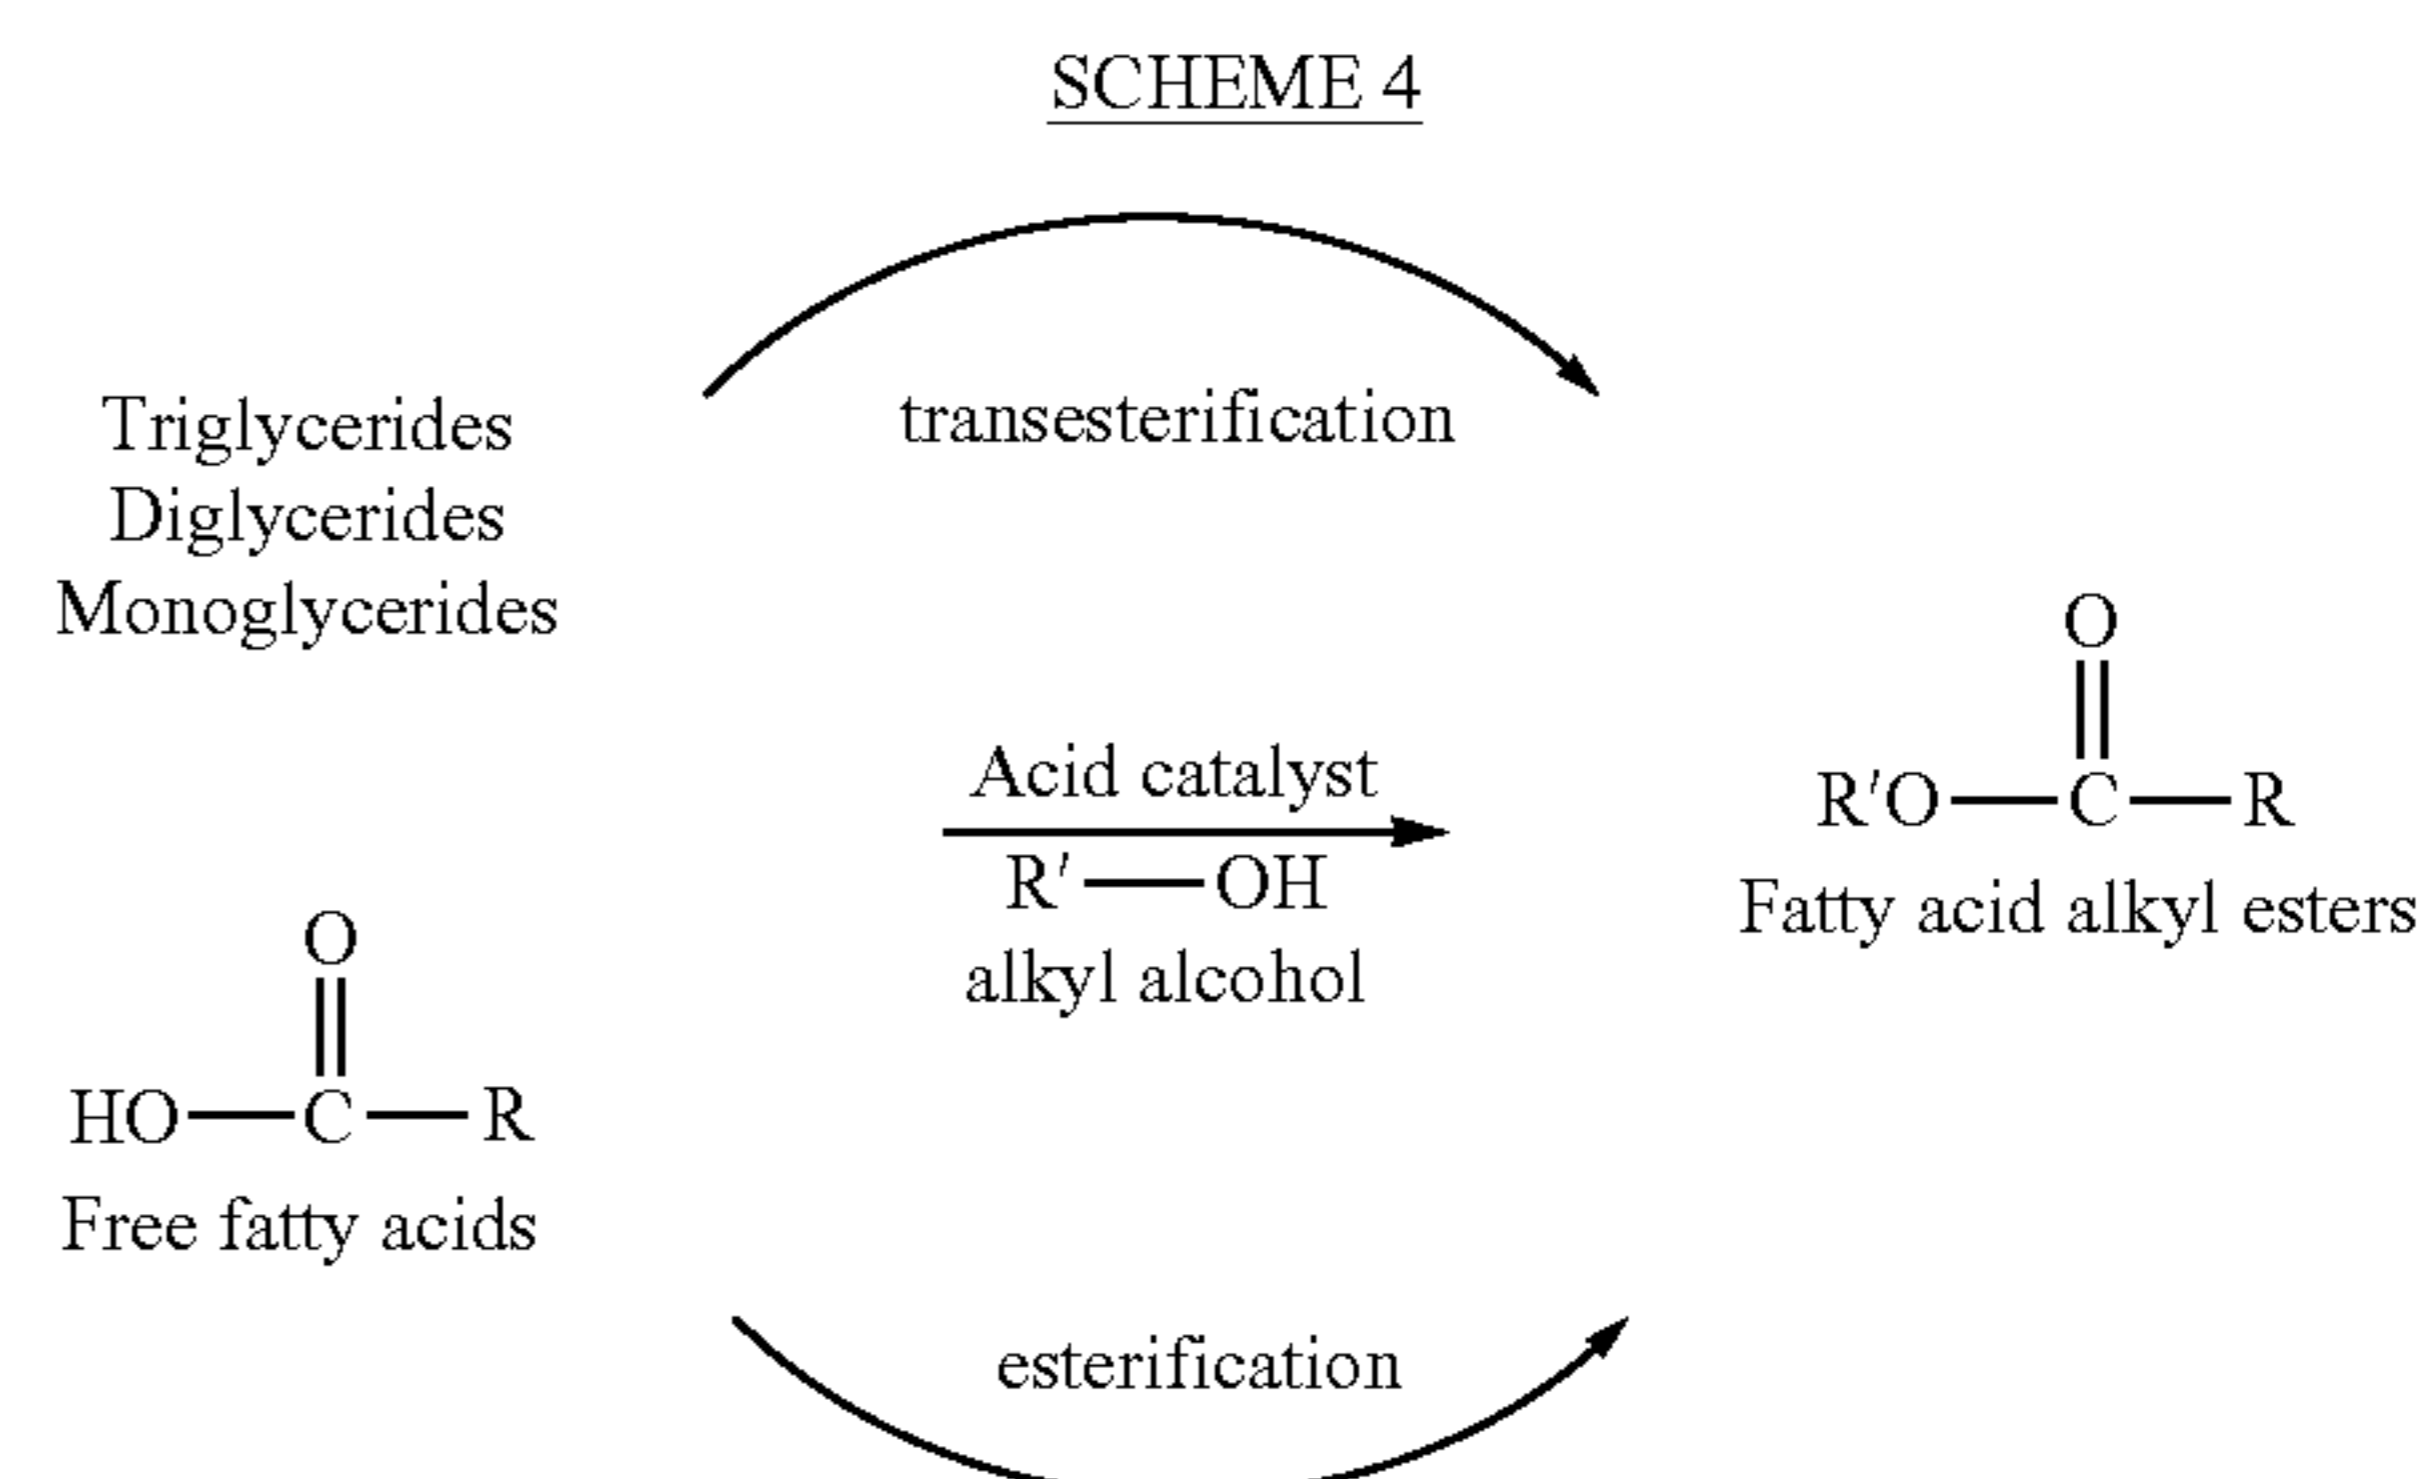 SCHEME 4
transesterification
Triglycerides
Diglycerides
Monoglycerides
Acid catalyst
R′—OH
alkyl alcohol
O
R′O—C—R
Fatty acid alkyl esters
O
HO—C—R
Free fatty acids
esterification